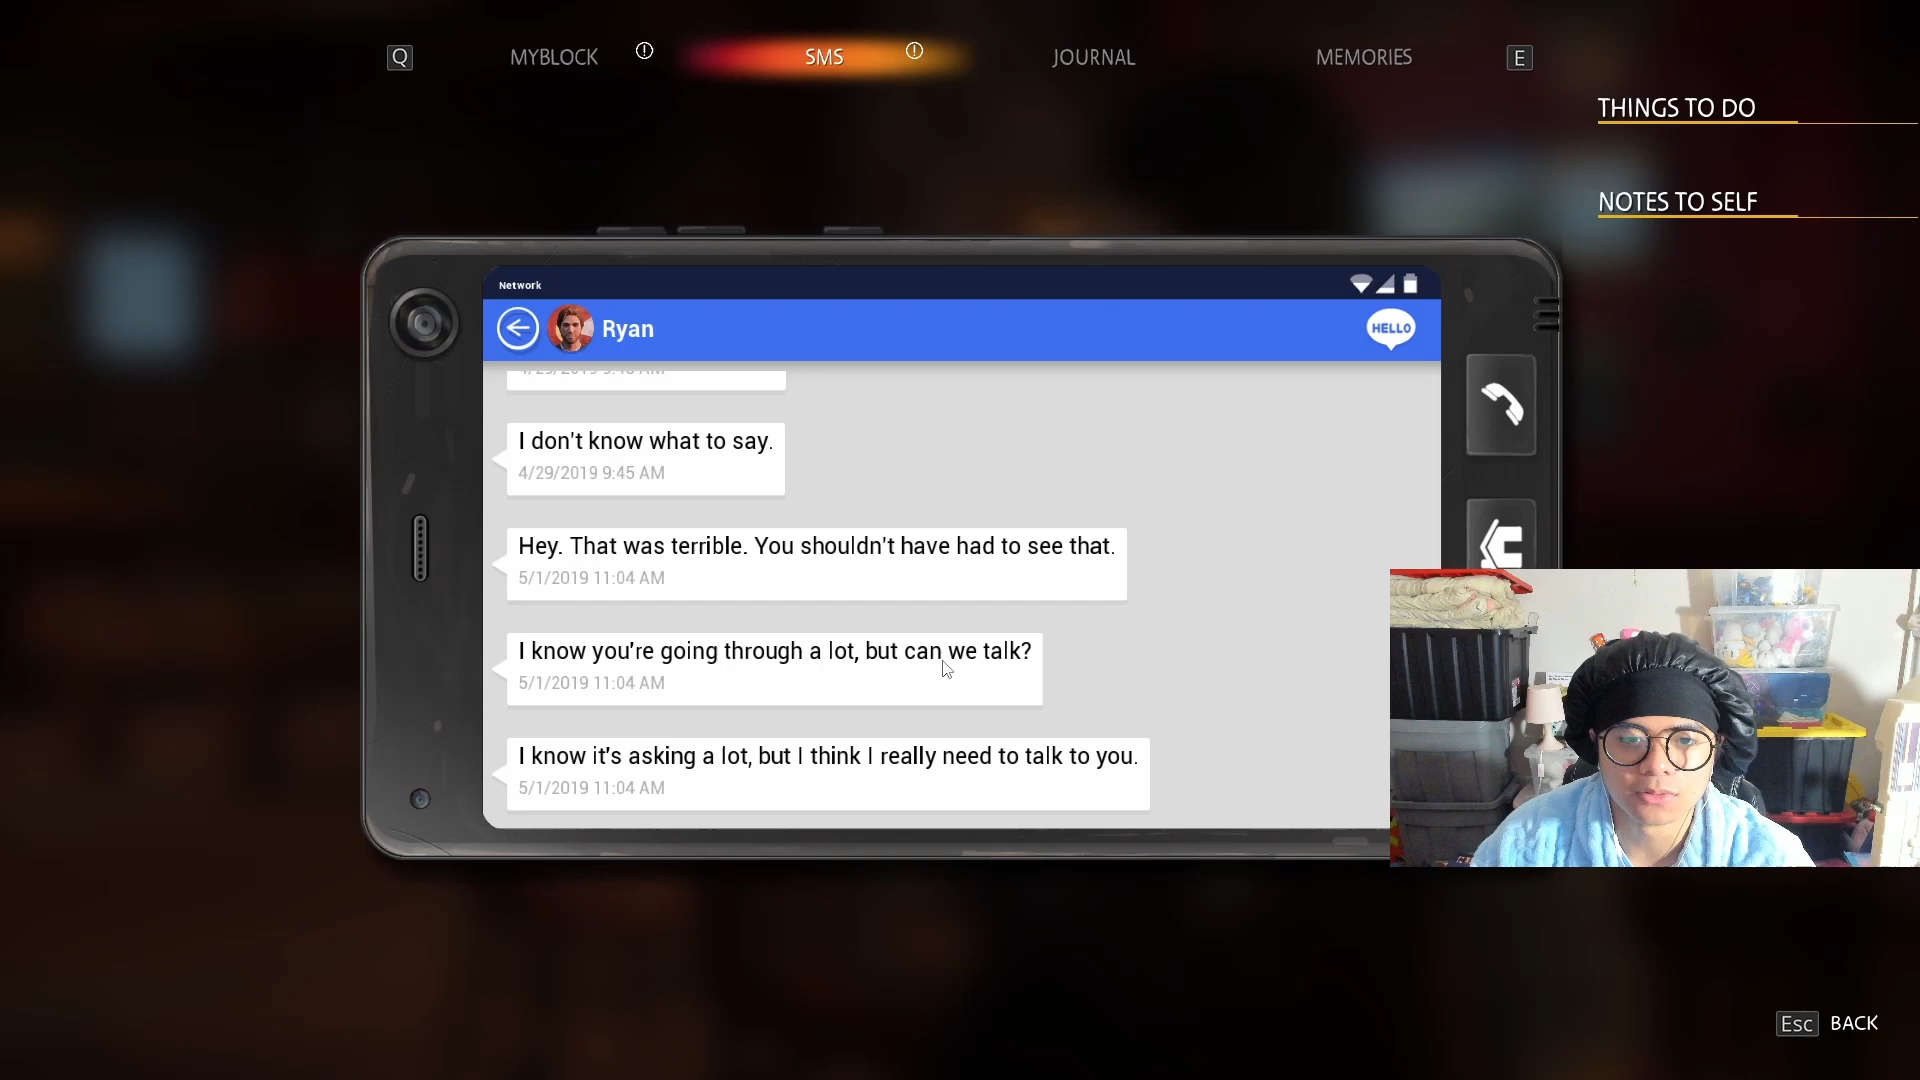 Q
MYBLOCK
SMS
JOURNAL
MEMORIES
E
THINGS TO DO
NOTES TO SELF
Network
Ryan
HELLO
I don't know what to say.
4/29/2019 9:45 AM
Hey. That was terrible. You shouldn't have had to see that.
5/1/2019 11:04 AM
I know you're going through a lot, but can we talk?
5/1/2019 11:04 AM
I know it's asking a lot, but I think I really need to talk to you.
5/1/2019 11:04 AM
Esc BACK